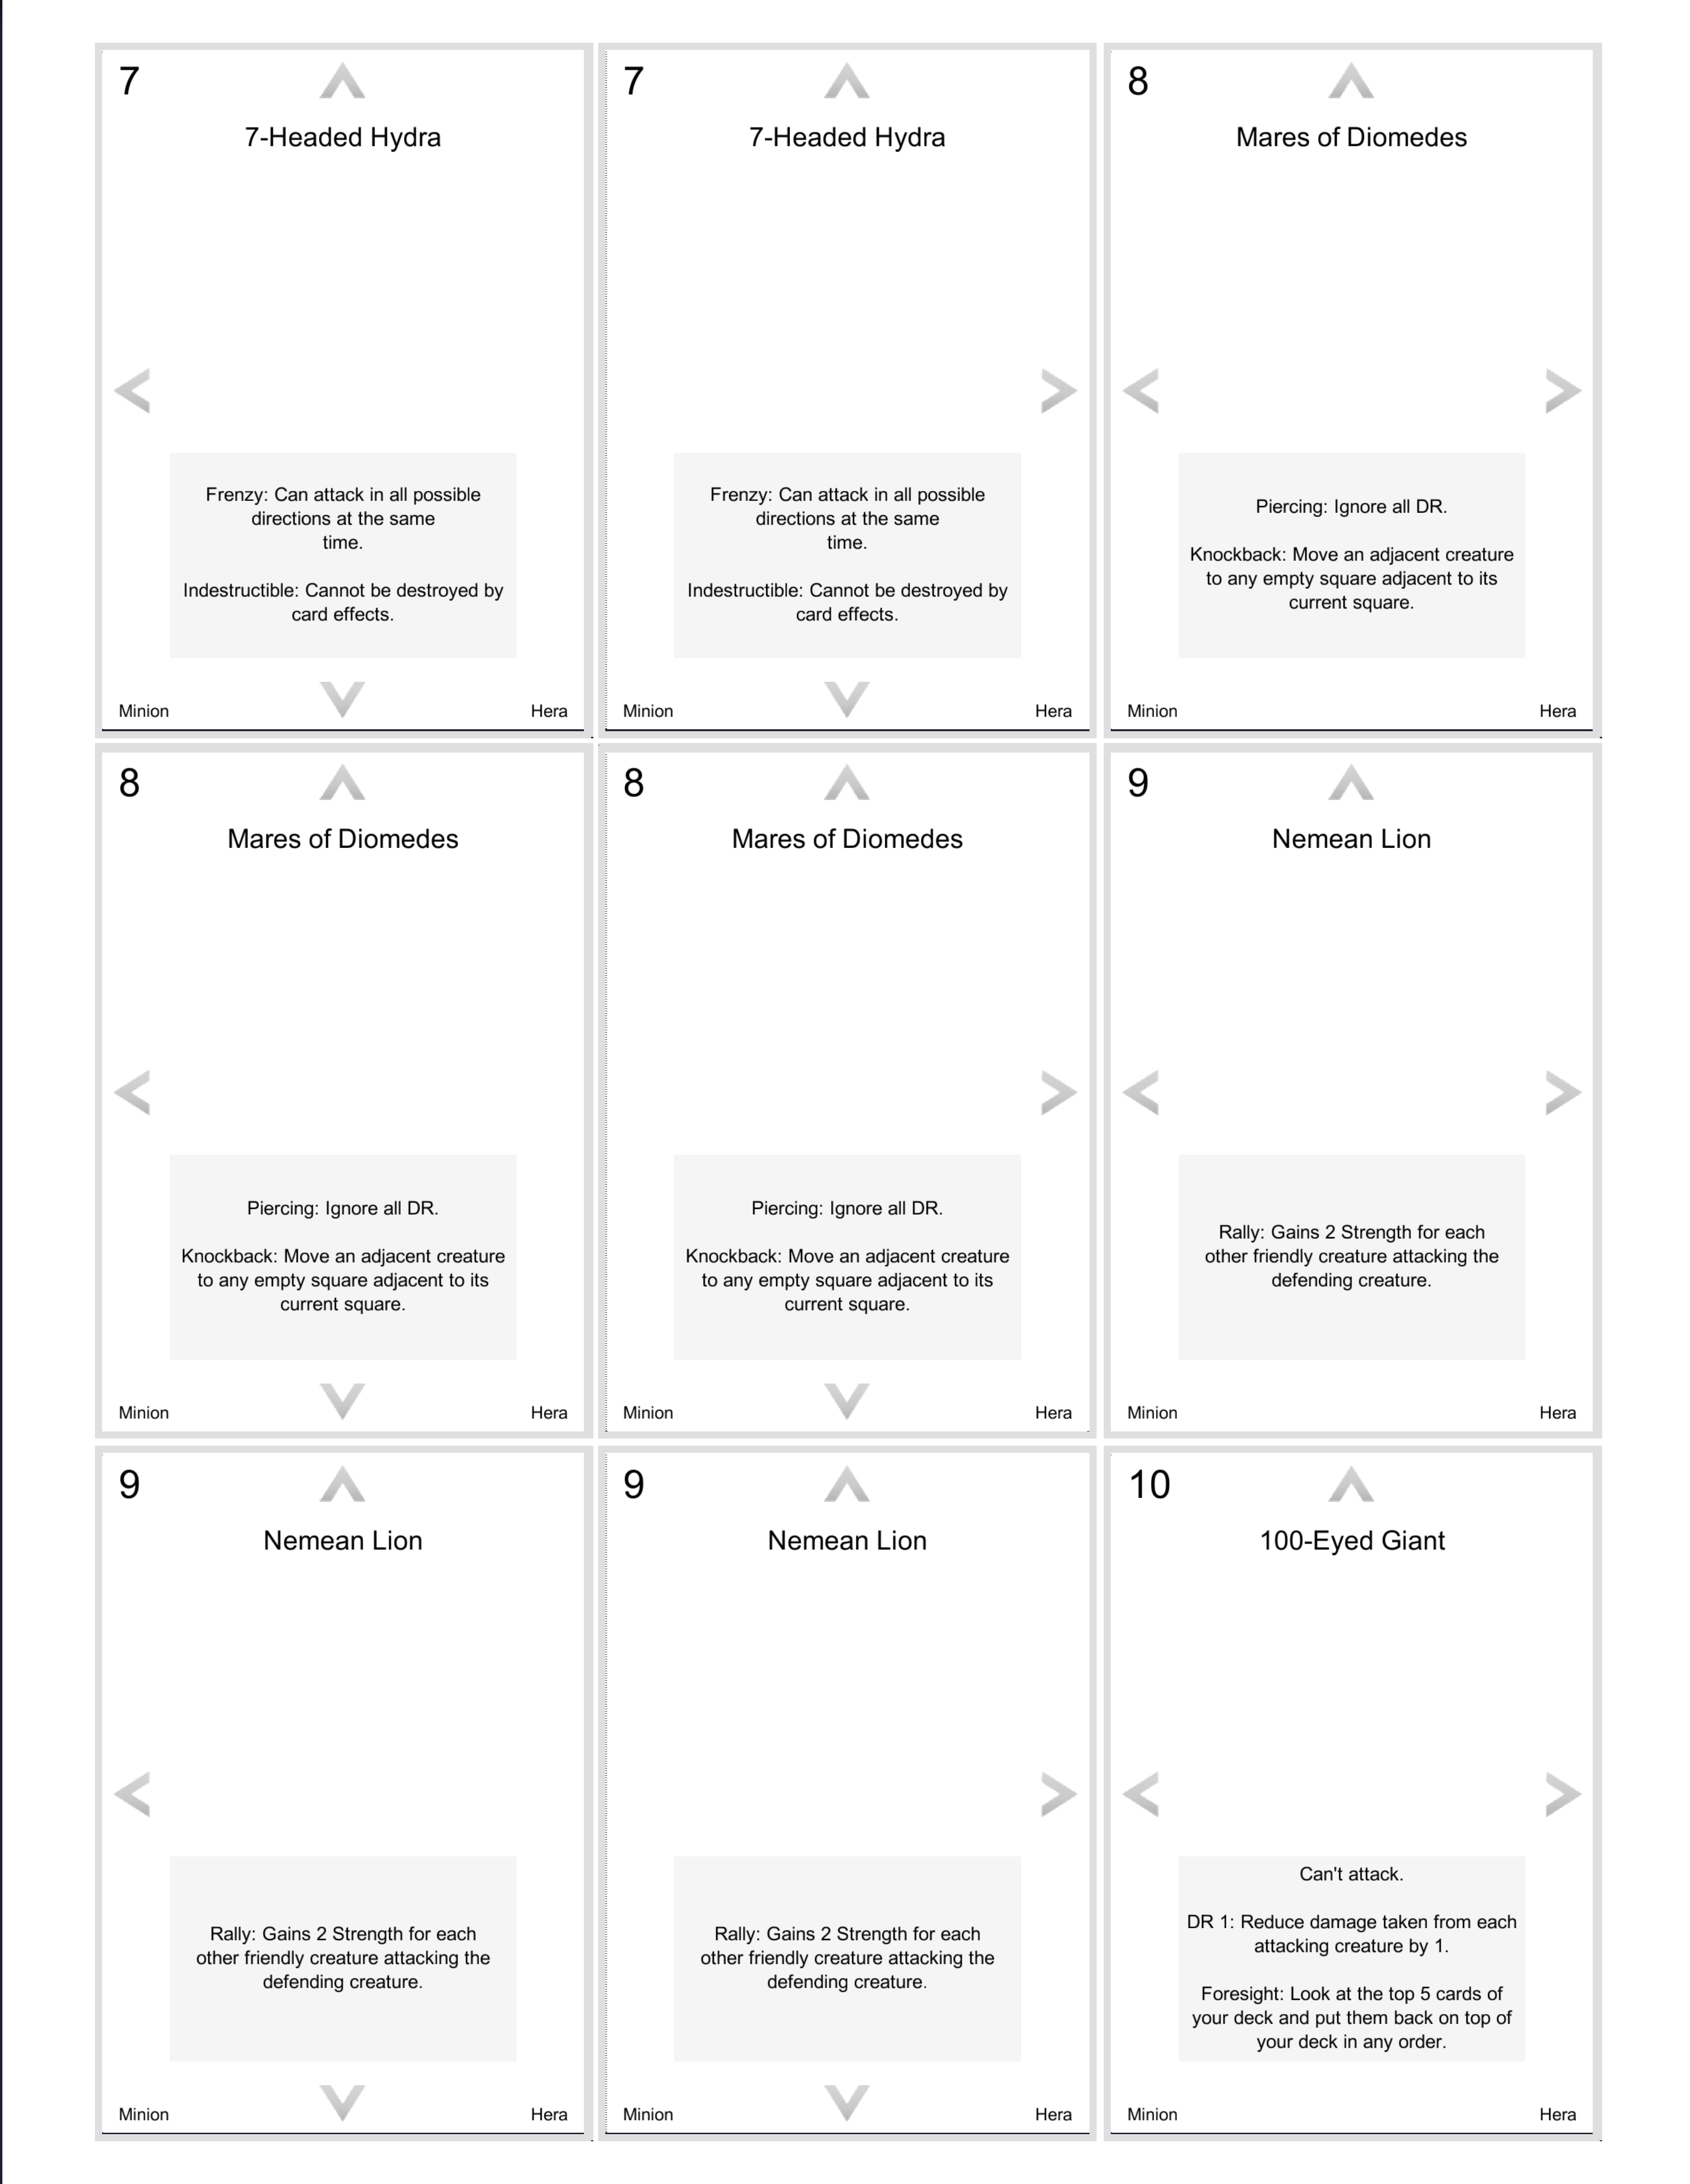 7
7-Headed Hydra
Frenzy: Can attack in all possible
directions at the same
time.
Indestructible: Cannot be destroyed by
card effects.
Minion
Hera
7
7-Headed Hydra
Frenzy: Can attack in all possible
directions at the same
time.
Indestructible: Cannot be destroyed by
card effects.
Minion
Hera
8
Mares of Diomedes
Piercing: Ignore all DR.
Knockback: Move an adjacent creature
to any empty square adjacent to its
current square.
Minion
Hera
8
Mares of Diomedes
Piercing: Ignore all DR.
Knockback: Move an adjacent creature
to any empty square adjacent to its
current square.
Minion
Hera
8
Mares of Diomedes
Piercing: Ignore all DR.
Knockback: Move an adjacent creature
to any empty square adjacent to its
current square.
Minion
Hera
9
Nemean Lion
Rally: Gains 2 Strength for each
other friendly creature attacking the
defending creature.
Minion
Hera
9
Nemean Lion
Rally: Gains 2 Strength for each
other friendly creature attacking the
defending creature.
Minion
Hera
9
Nemean Lion
Rally: Gains 2 Strength for each
other friendly creature attacking the
defending creature.
Minion
Hera
10
100-Eyed Giant
Can't attack.
DR 1: Reduce damage taken from each
attacking creature by 1.
Foresight: Look at the top 5 cards of
your deck and put them back on top of
your deck in any order.
Minion
Hera